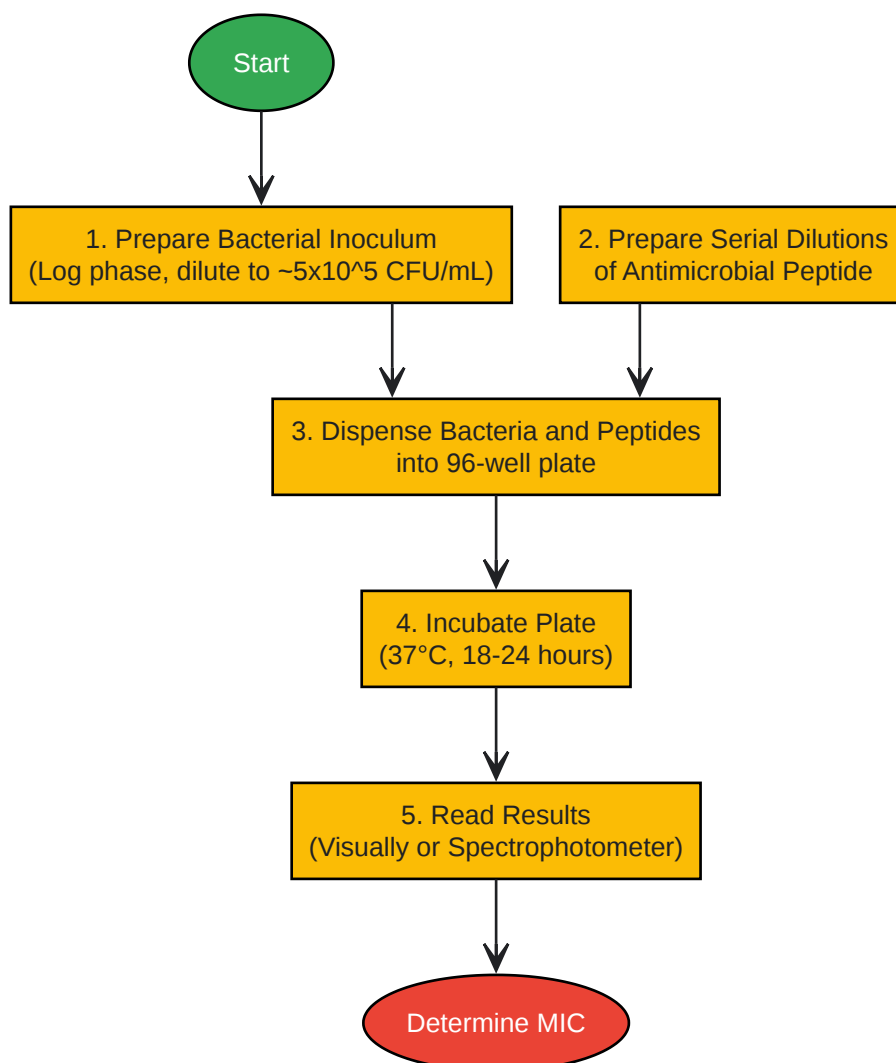 Start
1. Prepare Bacterial Inoculum
(Log phase, dilute to ~5x10^5 CFU/mL)
2. Prepare Serial Dilutions
of Antimicrobial Peptide
3. Dispense Bacteria and Peptides
into 96-well plate
4. Incubate Plate
(37°C, 18-24 hours)
5. Read Results
(Visually or Spectrophotometer)
Determine MIC